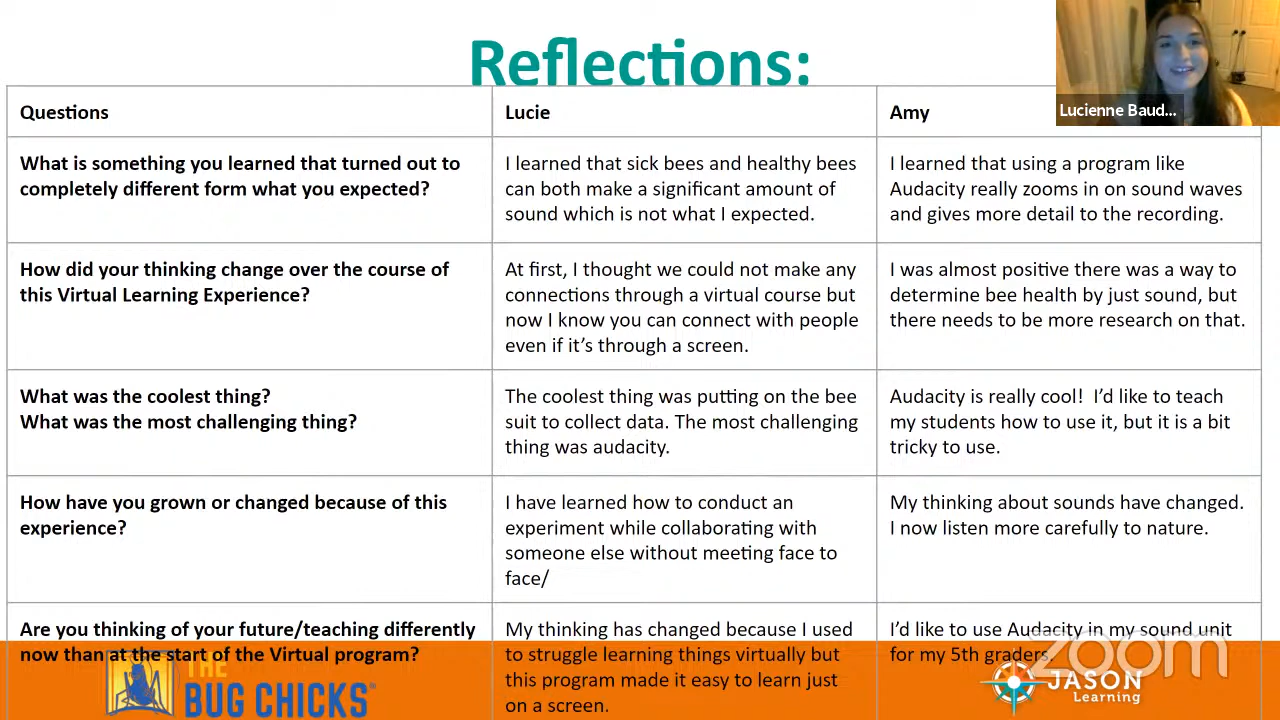 Reflections:
Lucienne Baud...
Questions
Lucie
Amy
What is something you learned that turned out to
completely different form what you expected?
I learned that sick bees and healthy bees
can both make a significant amount of
sound which is not what I expected.
I learned that using a program like
Audacity really zooms in on sound waves
and gives more detail to the recording.
How did your thinking change over the course of
this Virtual Learning Experience?
At first, I thought we could not make any
connections through a virtual course but
now I know you can connect with people
even if it's through a screen.
I was almost positive there was a way to
determine bee health by just sound, but
there needs to be more research on that.
What was the coolest thing?
What was the most challenging thing?
The coolest thing was putting on the bee
suit to collect data. The most challenging
thing was audacity.
Audacity is really cool! I'd like to teach
my students how to use it, but it is a bit
tricky to use.
How have you grown or changed because of this
experience?
I have learned how to conduct an
experiment while collaborating with
someone else without meeting face to
face/
My thinking about sounds have changed.
I now listen more carefully to nature.
Are you thinking of your future/teaching differently
now than at the start of the Virtual program?
My thinking has changed because I used
to struggle learning things virtually but
this program made it easy to learn just
on a screen.
I'd like to use Audacity in my sound unit
for my 5th graders.
zoom
THE
BUG CHICKS™
JASON
Learning